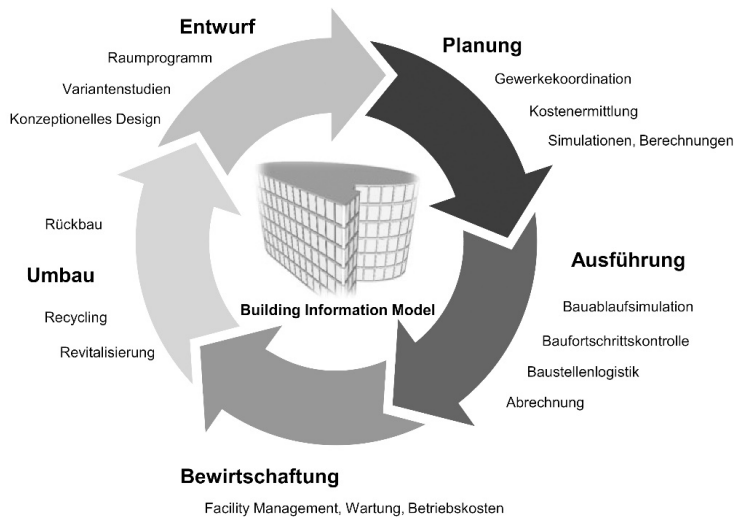 Entwurf
Raumprogramm
Variantenstudien
Konzeptionelles Design
Planung
Gewerkekoordination
Kostenermittlung
Simulationen, Berechnungen
Ausführung
Bauablaufsimulation
Baufortschrittskontrolle
Baustellenlogistik
Abrechnung
Bewirtschaftung
Facility Management, Wartung, Betriebskosten
Rückbau
Umbau
Recycling
Revitalisierung
Building Information Model